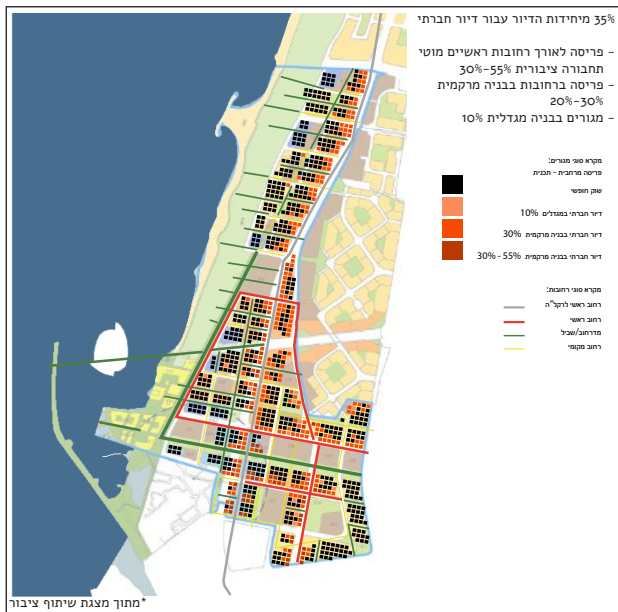 35% מיחידות הדיור עבור דיור חברתי
- פריסה לאורך רחובות ראשיים מוטי
תחבורה ציבורית 30%-55%
- פריסה ברחובות בבניה מרקמית
20%-30%
- מגורים בבניה מגדלית 10%
מקרא סוגי מגורים:
פריסה מרחבית - תכנית
שוק חופשי
דיור חברתי במגדלים 10%
דיור חברתי בבניה מרקמית 30%
דיור חברתי בבניה מרקמית 30% - 55%
מקרא סוגי רחובות:
רחוב ראשי לרקל"ה
רחוב ראשי
מדרחוב/שביל
רחוב מקומי
*מתוך מצגת שיתוף ציבור